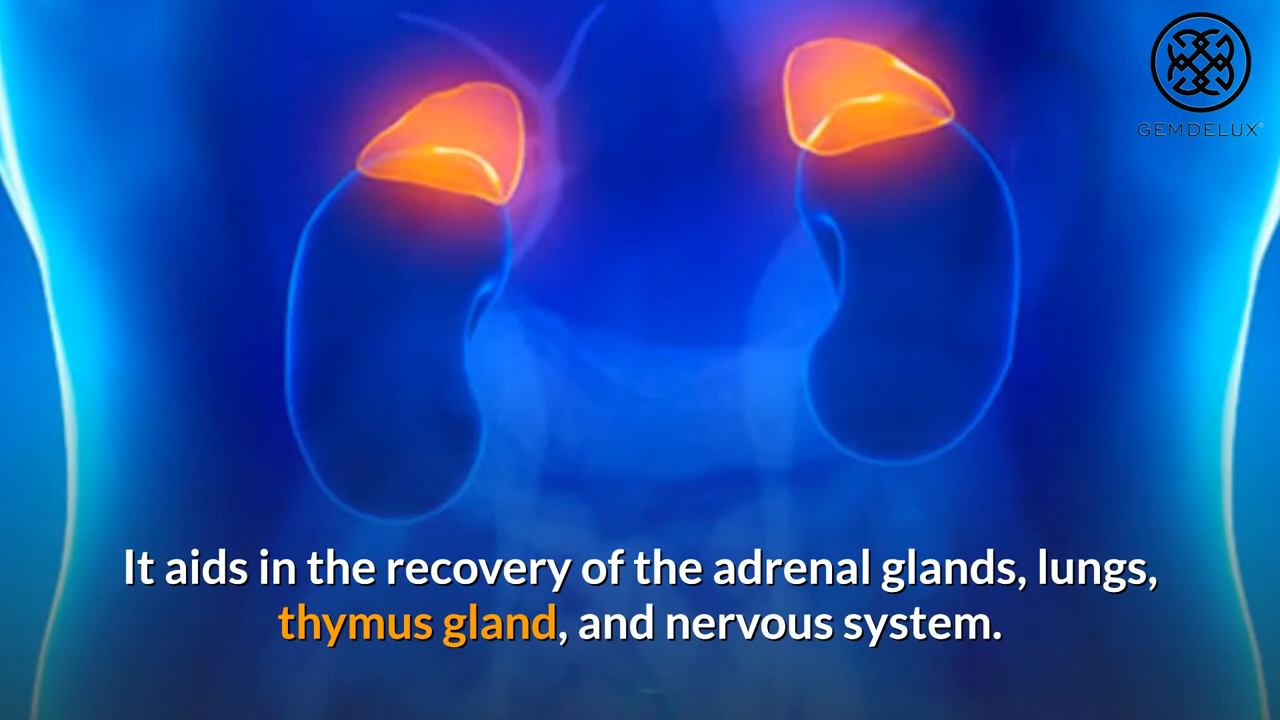 GEMDELUX®
It aids in the recovery of the adrenal glands, lungs,
thymus gland, and nervous system.